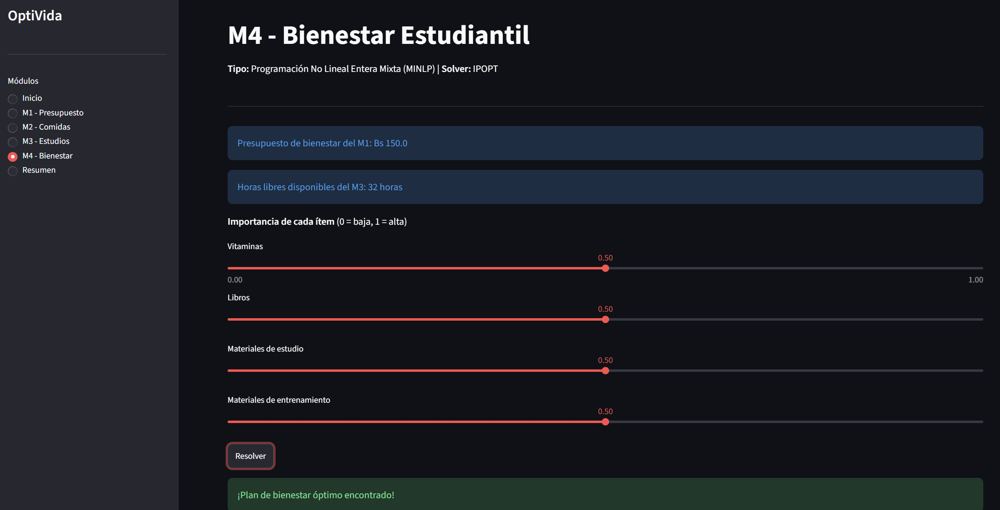 OptiVida
Módulos
Inicio
M1 - Presupuesto
M2 - Comidas
M3 - Estudios
M4 - Bienestar
Resumen
M4 - Bienestar Estudiantil
Tipo: Programación No Lineal Entera Mixta (MINLP) | Solver: IPOPT
Presupuesto de bienestar del M1: Bs 150.0
Horas libres disponibles del M3: 32 horas
Importancia de cada ítem (0 = baja, 1 = alta)
Vitaminas
0.50
0.00 1.00
Libros
0.50
Materiales de estudio
0.50
Materiales de entrenamiento
0.50
Resolver
¡Plan de bienestar óptimo encontrado!